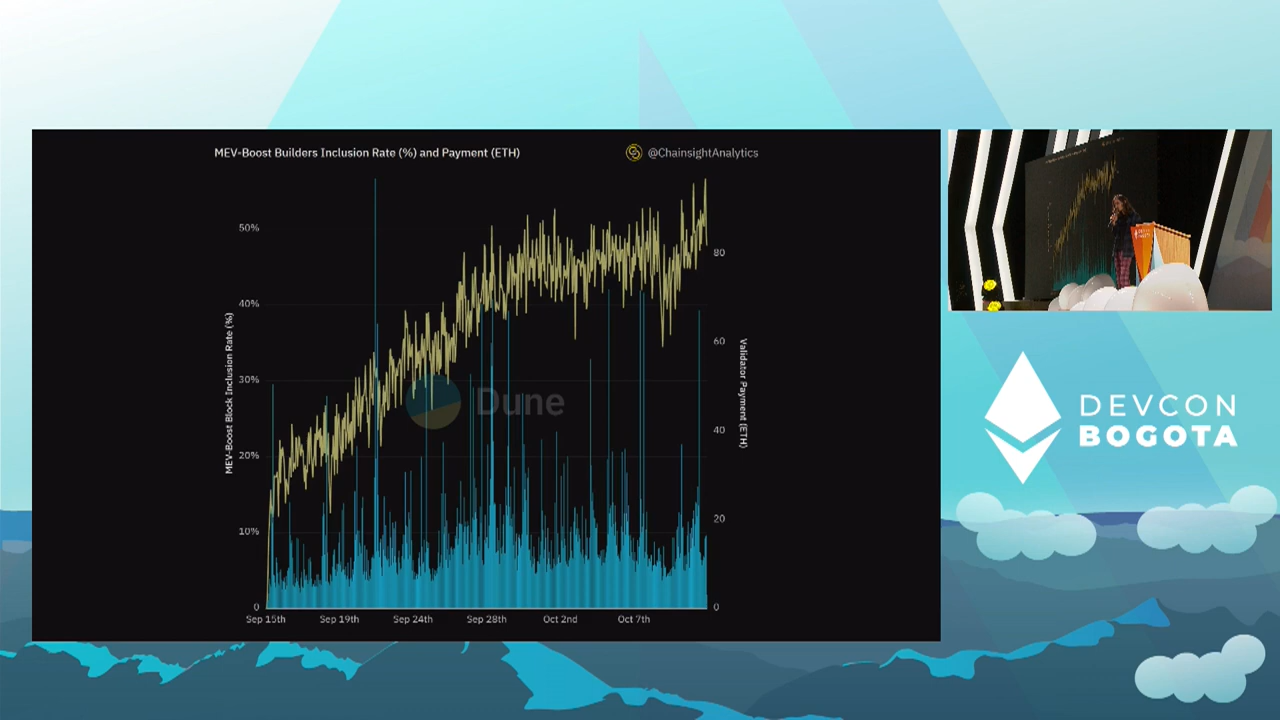 MEV-Boost Builders Inclusion Rate (%) and Payment (ETH)
@ChainsightAnalytics
50%
40%
30%
20%
10%
0
MEV-Boost Block Inclusion Rate (%)
80
60
40
20
0
Validator Payment (ETH)
Dune
Sep 15th Sep 19th Sep 24th Sep 28th Oct 2nd Oct 7th
DEVCON
BOGOTA